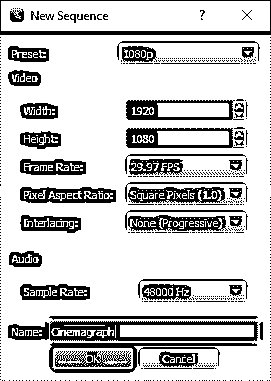 New Sequence
Preset: 1080p
Video
Width: 1920
Height: 1080
Frame Rate: 29.97 FPS
Pixel Aspect Ratio: Square Pixels (1.0)
Interlacing: None (Progressive)
Audio
Sample Rate: 48000 Hz
Name: Cinemagraph
OK Cancel